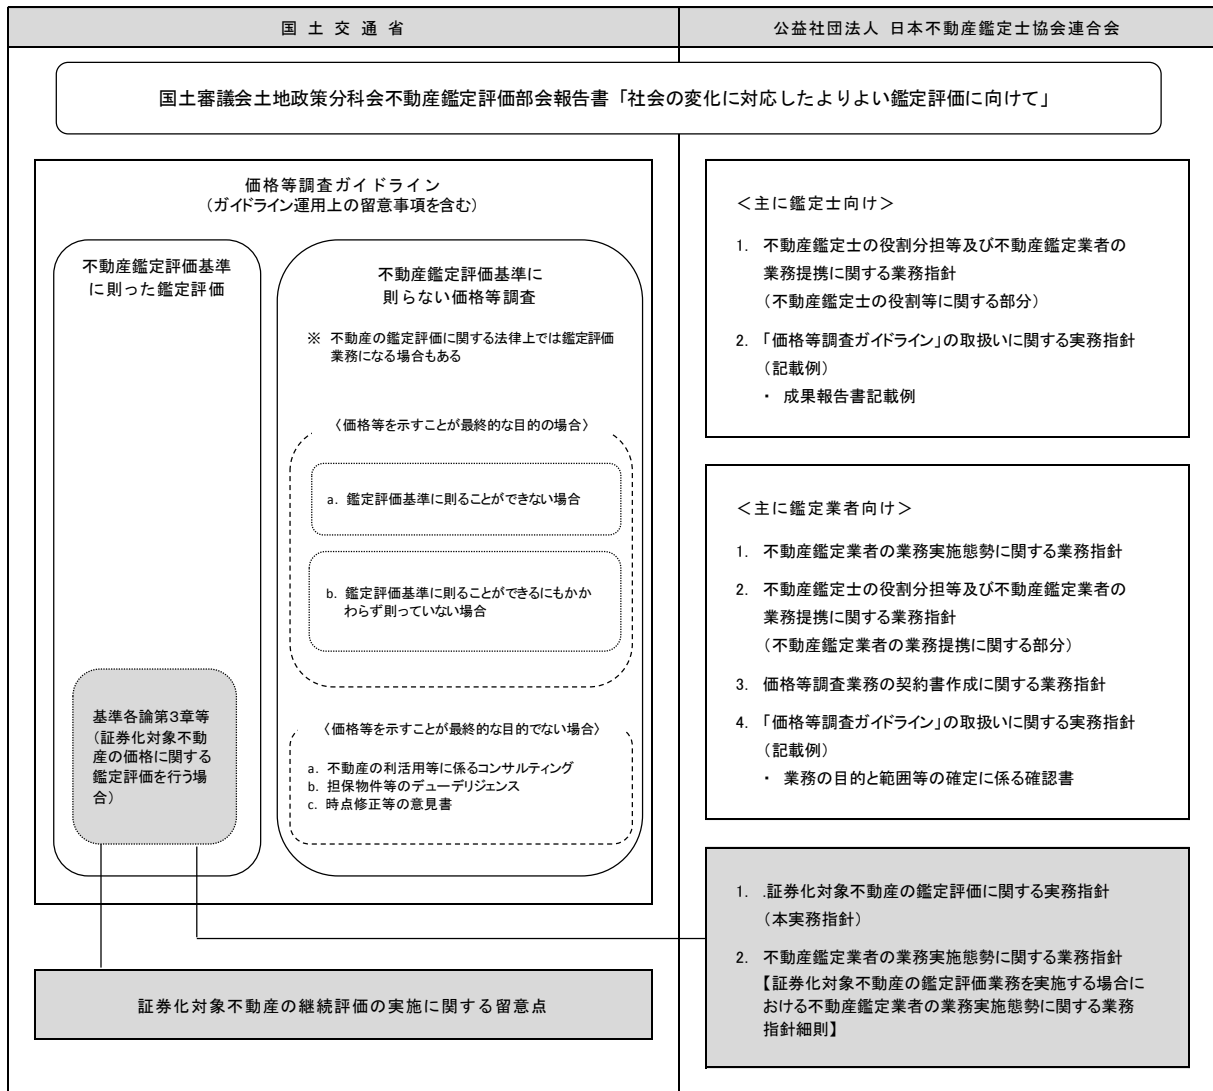 国土交通省
公益社団法人 日本不動産鑑定士協会連合会
国土審議会土地政策分科会不動産鑑定評価部会報告書「社会の変化に対応したよりよい鑑定評価に向けて」
価格等調査ガイドライン
(ガイドライン運用上の留意事項を含む)
不動産鑑定評価基準
に則った鑑定評価
基準各論第3章等
(証券化対象不動
産の価格に関する
鑑定評価を行う場
合)
不動産鑑定評価基準に
則らない価格等調査
※ 不動産の鑑定評価に関する法律上では鑑定評価
業務になる場合もある
〈価格等を示すことが最終的な目的の場合〉
a. 鑑定評価基準に則ることができない場合
b. 鑑定評価基準に則ることができるにもかか
わらず則っていない場合
〈価格等を示すことが最終的な目的でない場合〉
a. 不動産の利活用等に係るコンサルティング
b. 担保物件等のデューデリジェンス
c. 時点修正等の意見書
証券化対象不動産の継続評価の実施に関する留意点
<主に鑑定士向け>
1. 不動産鑑定士の役割分担等及び不動産鑑定業者の
業務提携に関する業務指針
(不動産鑑定士の役割等に関する部分)
2. 「価格等調査ガイドライン」の取扱いに関する実務指針
(記載例)
・ 成果報告書記載例
<主に鑑定業者向け>
1. 不動産鑑定業者の業務実施態勢に関する業務指針
2. 不動産鑑定士の役割分担等及び不動産鑑定業者の
業務提携に関する業務指針
(不動産鑑定業者の業務提携に関する部分)
3. 価格等調査業務の契約書作成に関する業務指針
4. 「価格等調査ガイドライン」の取扱いに関する実務指針
(記載例)
・ 業務の目的と範囲等の確定に係る確認書
1. .証券化対象不動産の鑑定評価に関する実務指針
(本実務指針)
2. 不動産鑑定業者の業務実施態勢に関する業務指針
【証券化対象不動産の鑑定評価業務を実施する場合に
おける不動産鑑定業者の業務実施態勢に関する業務
指針細則】